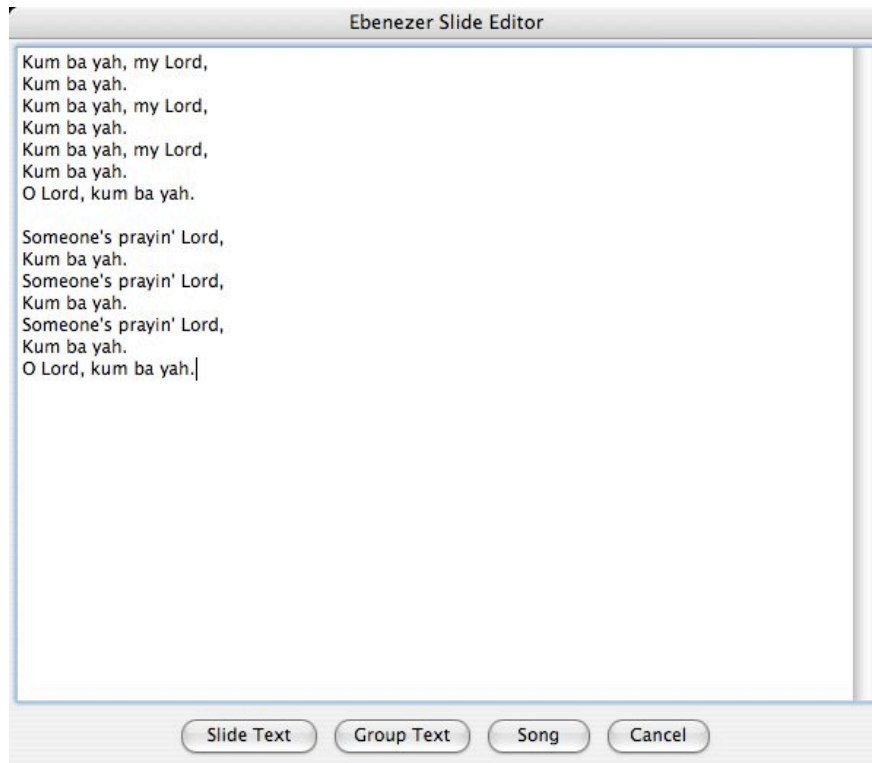 Ebenezer Slide Editor
Kum ba yah, my Lord,
Kum ba yah.
Kum ba yah, my Lord,
Kum ba yah.
Kum ba yah, my Lord,
Kum ba yah.
O Lord, kum ba yah.

Someone's prayin' Lord,
Kum ba yah.
Someone's prayin' Lord,
Kum ba yah.
Someone's prayin' Lord,
Kum ba yah.
O Lord, kum ba yah.
Slide Text Group Text Song Cancel